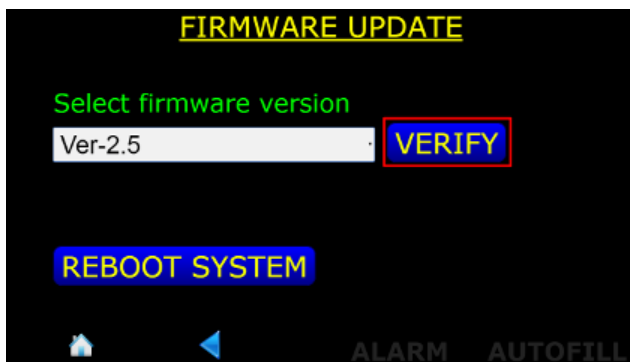 FIRMWARE UPDATE
Select firmware version
Ver-2.5
VERIFY
REBOOT SYSTEM
ALARM AUTOFILL